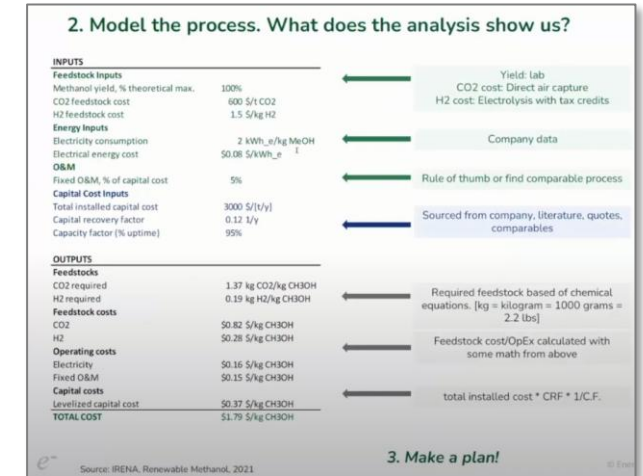 2. Model the process. What does the analysis show us?
INPUTS
Feedstock Inputs
Methanol yield, % theoretical max. 100%
CO2 feedstock cost 600 $/t CO2
H2 feedstock cost 1.5 $/kg H2
Energy Inputs
Electricity consumption 2 kWh_e/kg MeOH
Electrical energy cost $0.08 $/kWh_e
O&M
Fixed O&M, % of capital cost 5%
Capital Cost Inputs
Total installed capital cost 3000 $/[t/y]
Capital recovery factor 0.12 1/y
Capacity factor (% uptime) 95%
Yield: lab
CO2 cost: Direct air capture
H2 cost: Electrolysis with tax credits
Company data
Rule of thumb or find comparable process
Sourced from company, literature, quotes,
comparables
OUTPUTS
Feedstocks
CO2 required 1.37 kg CO2/kg CH3OH
H2 required 0.19 kg H2/kg CH3OH
Feedstock costs
CO2 $0.82 $/kg CH3OH
H2 $0.28 $/kg CH3OH
Operating costs
Electricity $0.16 $/kg CH3OH
Fixed O&M $0.15 $/kg CH3OH
Capital costs
Levelized capital cost $0.37 $/kg CH3OH
TOTAL COST $1.79 $/kg CH3OH
Required feedstock based of chemical
equations. [kg = kilogram = 1000 grams =
2.2 lbs]
Feedstock cost/OpEx calculated with
some math from above
total installed cost * CRF * 1/C.F.
3. Make a plan!
e⁻
Source: IRENA, Renewable Methanol, 2021